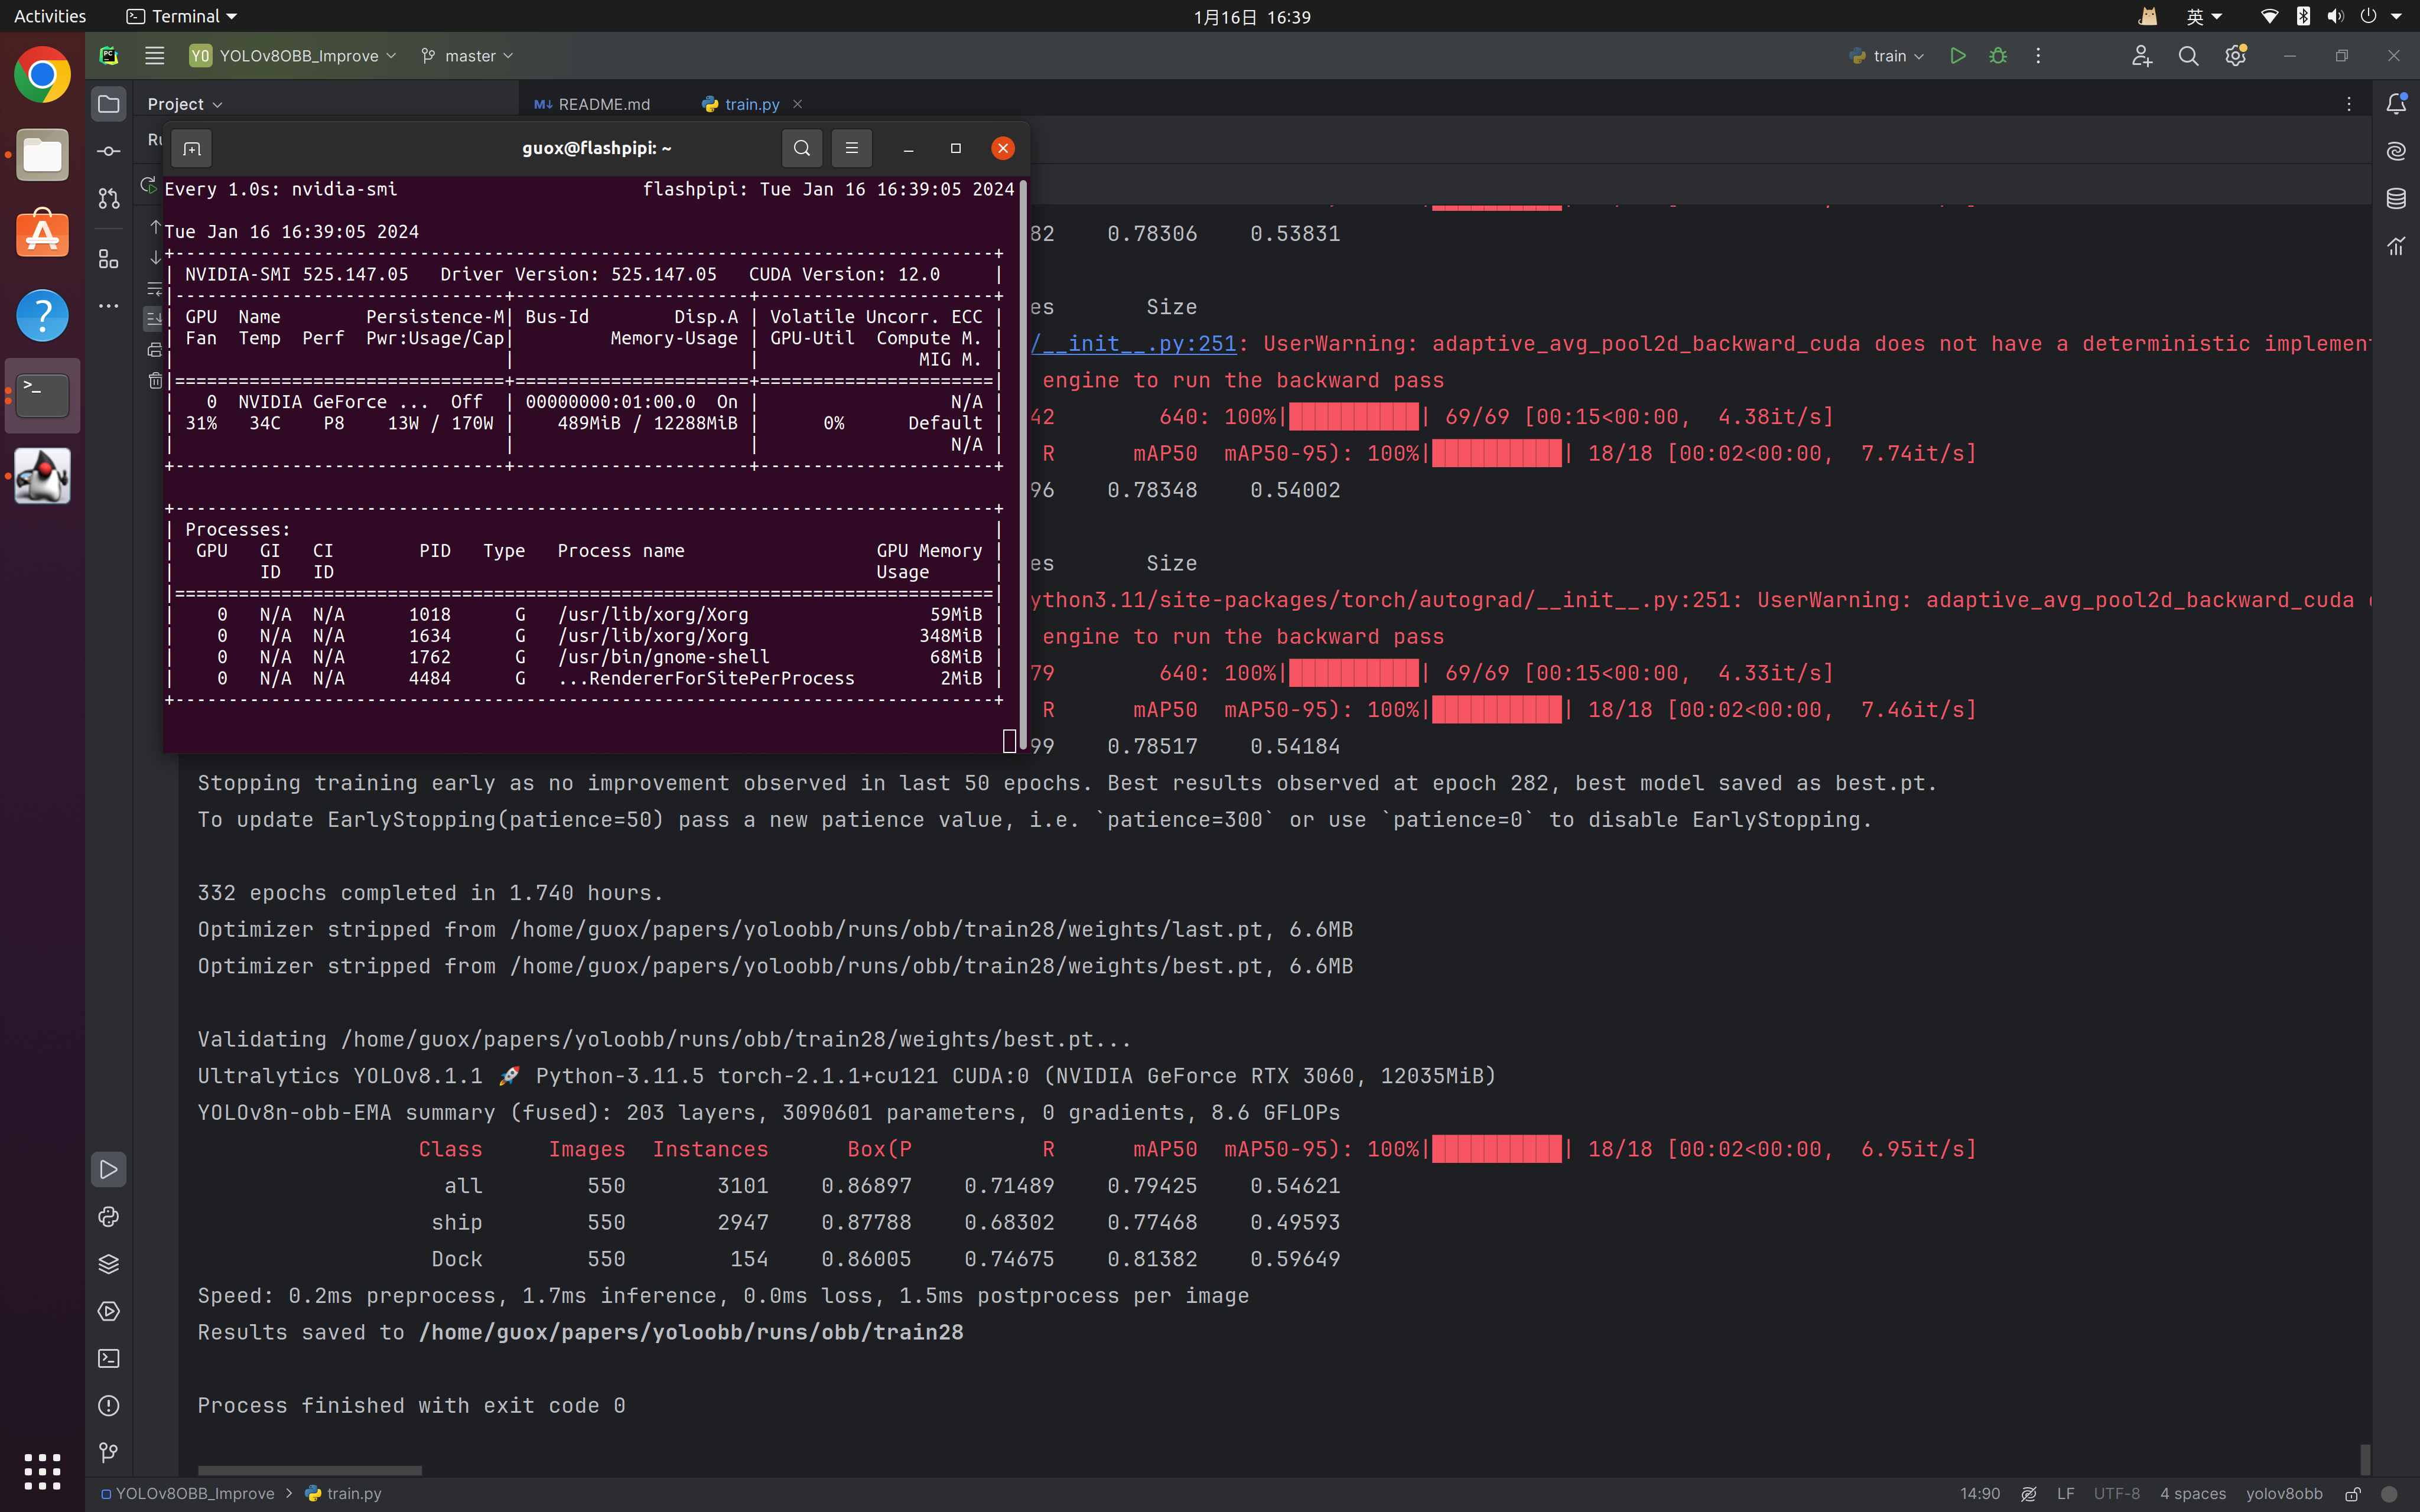 Activities Terminal 1月16日 16:39 英
YO YOLOv8OBB_Improve master train
Project README.md train.py
Ru
guox@flashpipi: ~
Every 1.0s: nvidia-smi flashpipi: Tue Jan 16 16:39:05 2024
Tue Jan 16 16:39:05 2024
+-----------------------------------------------------------------------------+
| NVIDIA-SMI 525.147.05   Driver Version: 525.147.05   CUDA Version: 12.0     |
|-------------------------------+----------------------+----------------------+
| GPU  Name        Persistence-M| Bus-Id        Disp.A | Volatile Uncorr. ECC |
| Fan  Temp  Perf  Pwr:Usage/Cap|         Memory-Usage | GPU-Util  Compute M. |
|                               |                      |               MIG M. |
|===============================+======================+======================|
|   0  NVIDIA GeForce ...  Off  | 00000000:01:00.0  On |                  N/A |
| 31%   34C    P8    13W / 170W |    489MiB / 12288MiB |      0%      Default |
|                               |                      |                  N/A |
+-------------------------------+----------------------+----------------------+
+-----------------------------------------------------------------------------+
| Processes:                                                                  |
|  GPU   GI   CI        PID   Type   Process name                  GPU Memory |
|        ID   ID                                                   Usage      |
|=============================================================================|
|    0   N/A  N/A      1018      G   /usr/lib/xorg/Xorg                 59MiB |
|    0   N/A  N/A      1634      G   /usr/lib/xorg/Xorg                348MiB |
|    0   N/A  N/A      1762      G   /usr/bin/gnome-shell               68MiB |
|    0   N/A  N/A      4484      G   ...RendererForSitePerProcess        2MiB |
+-----------------------------------------------------------------------------+
82 0.78306 0.53831
es Size
/__init__.py:251: UserWarning: adaptive_avg_pool2d_backward_cuda does not have a deterministic implement
engine to run the backward pass
42 640: 100%|██████████| 69/69 [00:15<00:00, 4.38it/s]
R mAP50 mAP50-95): 100%|██████████| 18/18 [00:02<00:00, 7.74it/s]
96 0.78348 0.54002
es Size
ython3.11/site-packages/torch/autograd/__init__.py:251: UserWarning: adaptive_avg_pool2d_backward_cuda
engine to run the backward pass
79 640: 100%|██████████| 69/69 [00:15<00:00, 4.33it/s]
R mAP50 mAP50-95): 100%|██████████| 18/18 [00:02<00:00, 7.46it/s]
99 0.78517 0.54184
Stopping training early as no improvement observed in last 50 epochs. Best results observed at epoch 282, best model saved as best.pt.
To update EarlyStopping(patience=50) pass a new patience value, i.e. `patience=300` or use `patience=0` to disable EarlyStopping.
332 epochs completed in 1.740 hours.
Optimizer stripped from /home/guox/papers/yoloobb/runs/obb/train28/weights/last.pt, 6.6MB
Optimizer stripped from /home/guox/papers/yoloobb/runs/obb/train28/weights/best.pt, 6.6MB
Validating /home/guox/papers/yoloobb/runs/obb/train28/weights/best.pt...
Ultralytics YOLOv8.1.1 🚀 Python-3.11.5 torch-2.1.1+cu121 CUDA:0 (NVIDIA GeForce RTX 3060, 12035MiB)
YOLOv8n-obb-EMA summary (fused): 203 layers, 3090601 parameters, 0 gradients, 8.6 GFLOPs
Class Images Instances Box(P R mAP50 mAP50-95): 100%|██████████| 18/18 [00:02<00:00, 6.95it/s]
all 550 3101 0.86897 0.71489 0.79425 0.54621
ship 550 2947 0.87788 0.68302 0.77468 0.49593
Dock 550 154 0.86005 0.74675 0.81382 0.59649
Speed: 0.2ms preprocess, 1.7ms inference, 0.0ms loss, 1.5ms postprocess per image
Results saved to /home/guox/papers/yoloobb/runs/obb/train28
Process finished with exit code 0
YOLOv8OBB_Improve > train.py 14:90 LF UTF-8 4 spaces yolov8obb